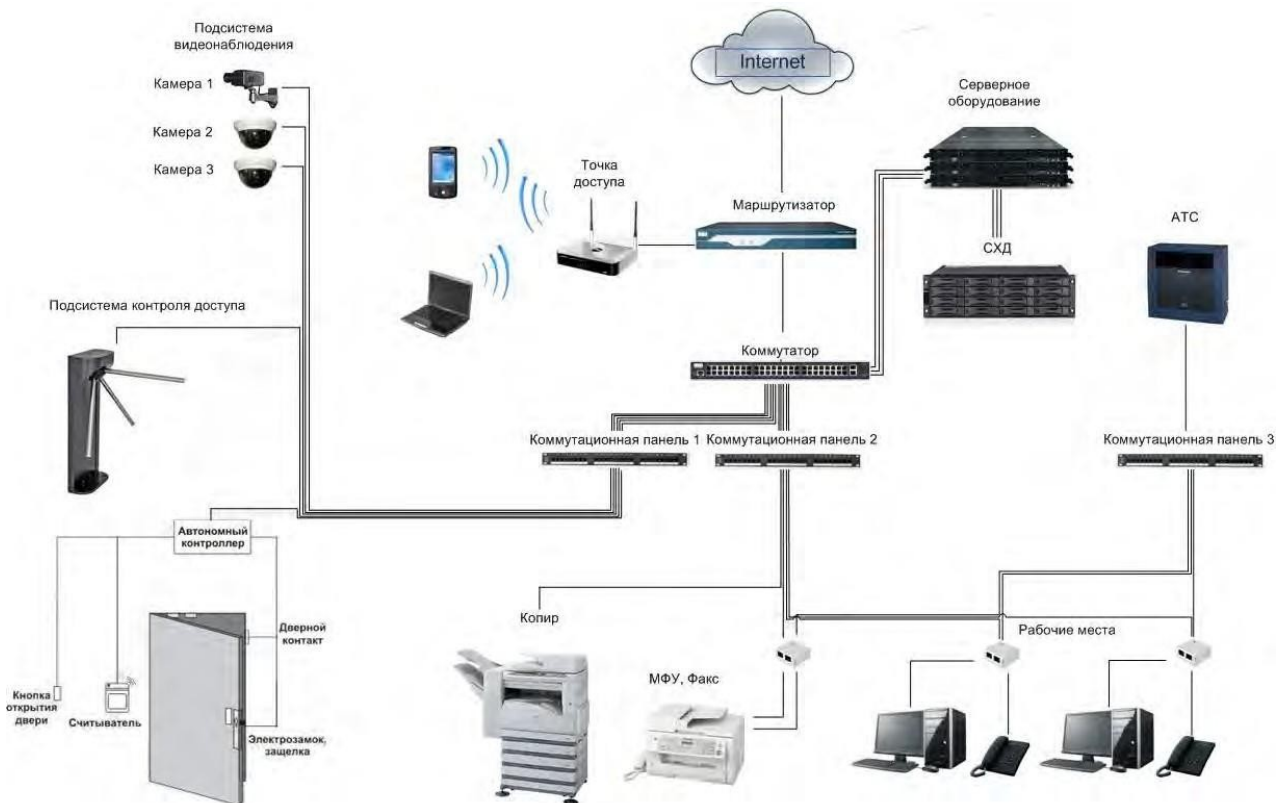 Подсистема
видеонаблюдения
Камера 1
Камера 2
Камера 3
Internet
Серверное
оборудование
Точка
доступа
Маршрутизатор
АТС
СХД
Подсистема контроля доступа
Коммутатор
Коммутационная панель 1
Коммутационная панель 2
Коммутационная панель 3
Автономный
контроллер
Дверной
контакт
Кнопка
открытия
двери
Считыватель
Электрозамок,
защелка
Копир
МФУ, Факс
Рабочие места